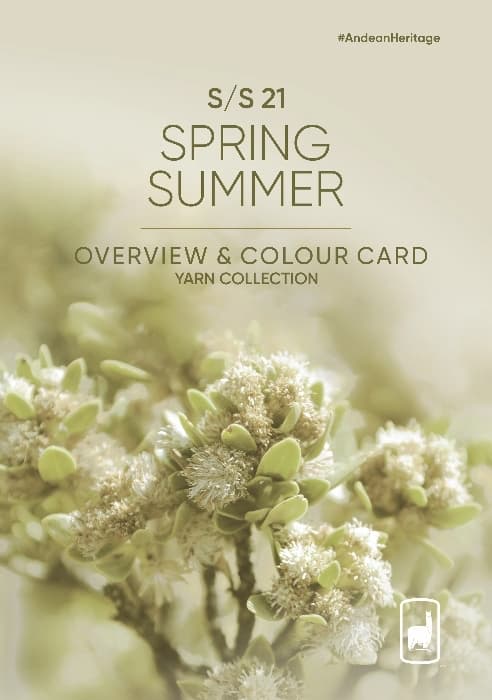 #AndeanHeritage
S/S 21
SPRING
SUMMER
OVERVIEW & COLOUR CARD
YARN COLLECTION